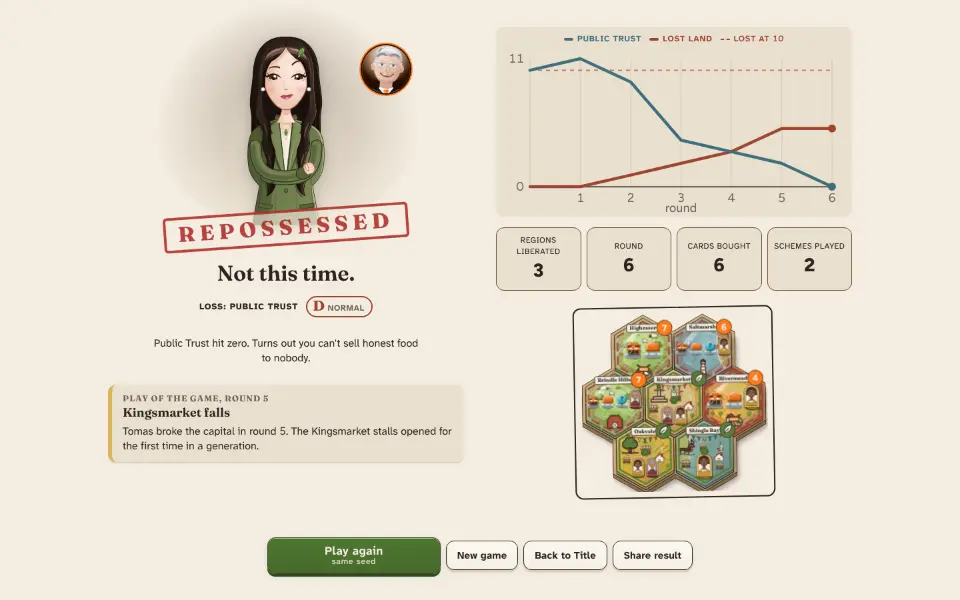 REPOSSESSED
Not this time.
LOSS: PUBLIC TRUST
D NORMAL
Public Trust hit zero. Turns out you can't sell honest food
to nobody.
PLAY OF THE GAME, ROUND 5
Kingsmarket falls
Tomas broke the capital in round 5. The Kingsmarket stalls opened for
the first time in a generation.
PUBLIC TRUST
LOST LAND
LOST AT 10
11
0
1 2 3 4 5 6
round
REGIONS
LIBERATED
3
ROUND
6
CARDS BOUGHT
6
SCHEMES PLAYED
2
Highmoor
7
Saltmarsh
6
Brindle Hills
7
Kingsmarket
Rivermead
4
Oakvale
Shingle Bay
Play again
same seed
New game
Back to Title
Share result